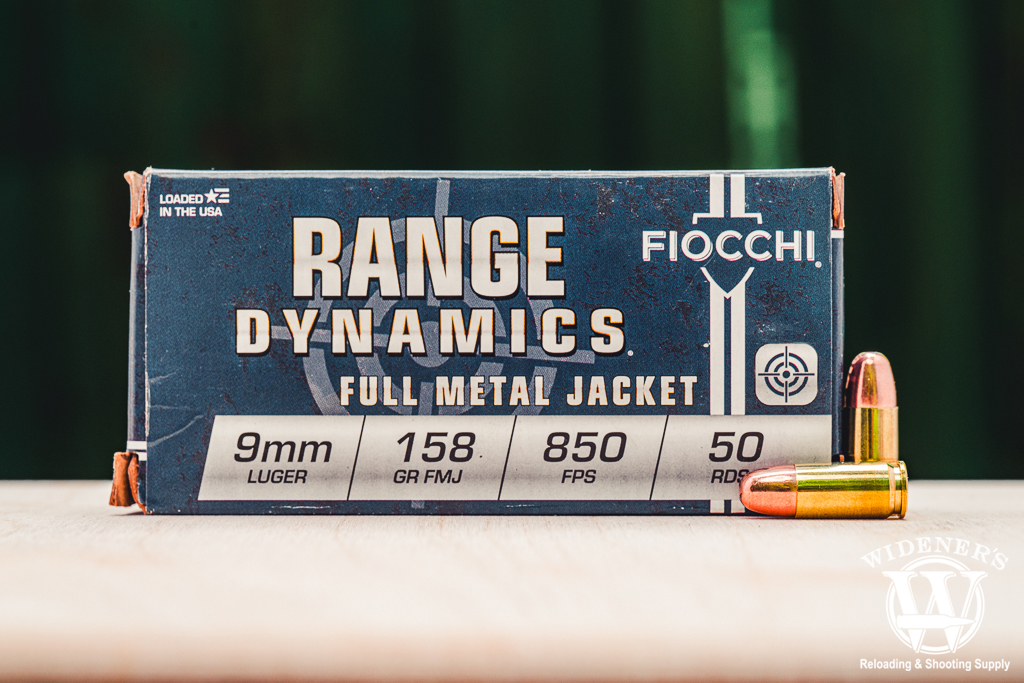 LOADED
IN THE USA
RANGE
DYNAMICS
FULL METAL JACKET
FIOCCHI
9mm
LUGER
158
GR FMJ
850
FPS
50
RDS
WIDENER'S
W
Reloading & Shooting Supply